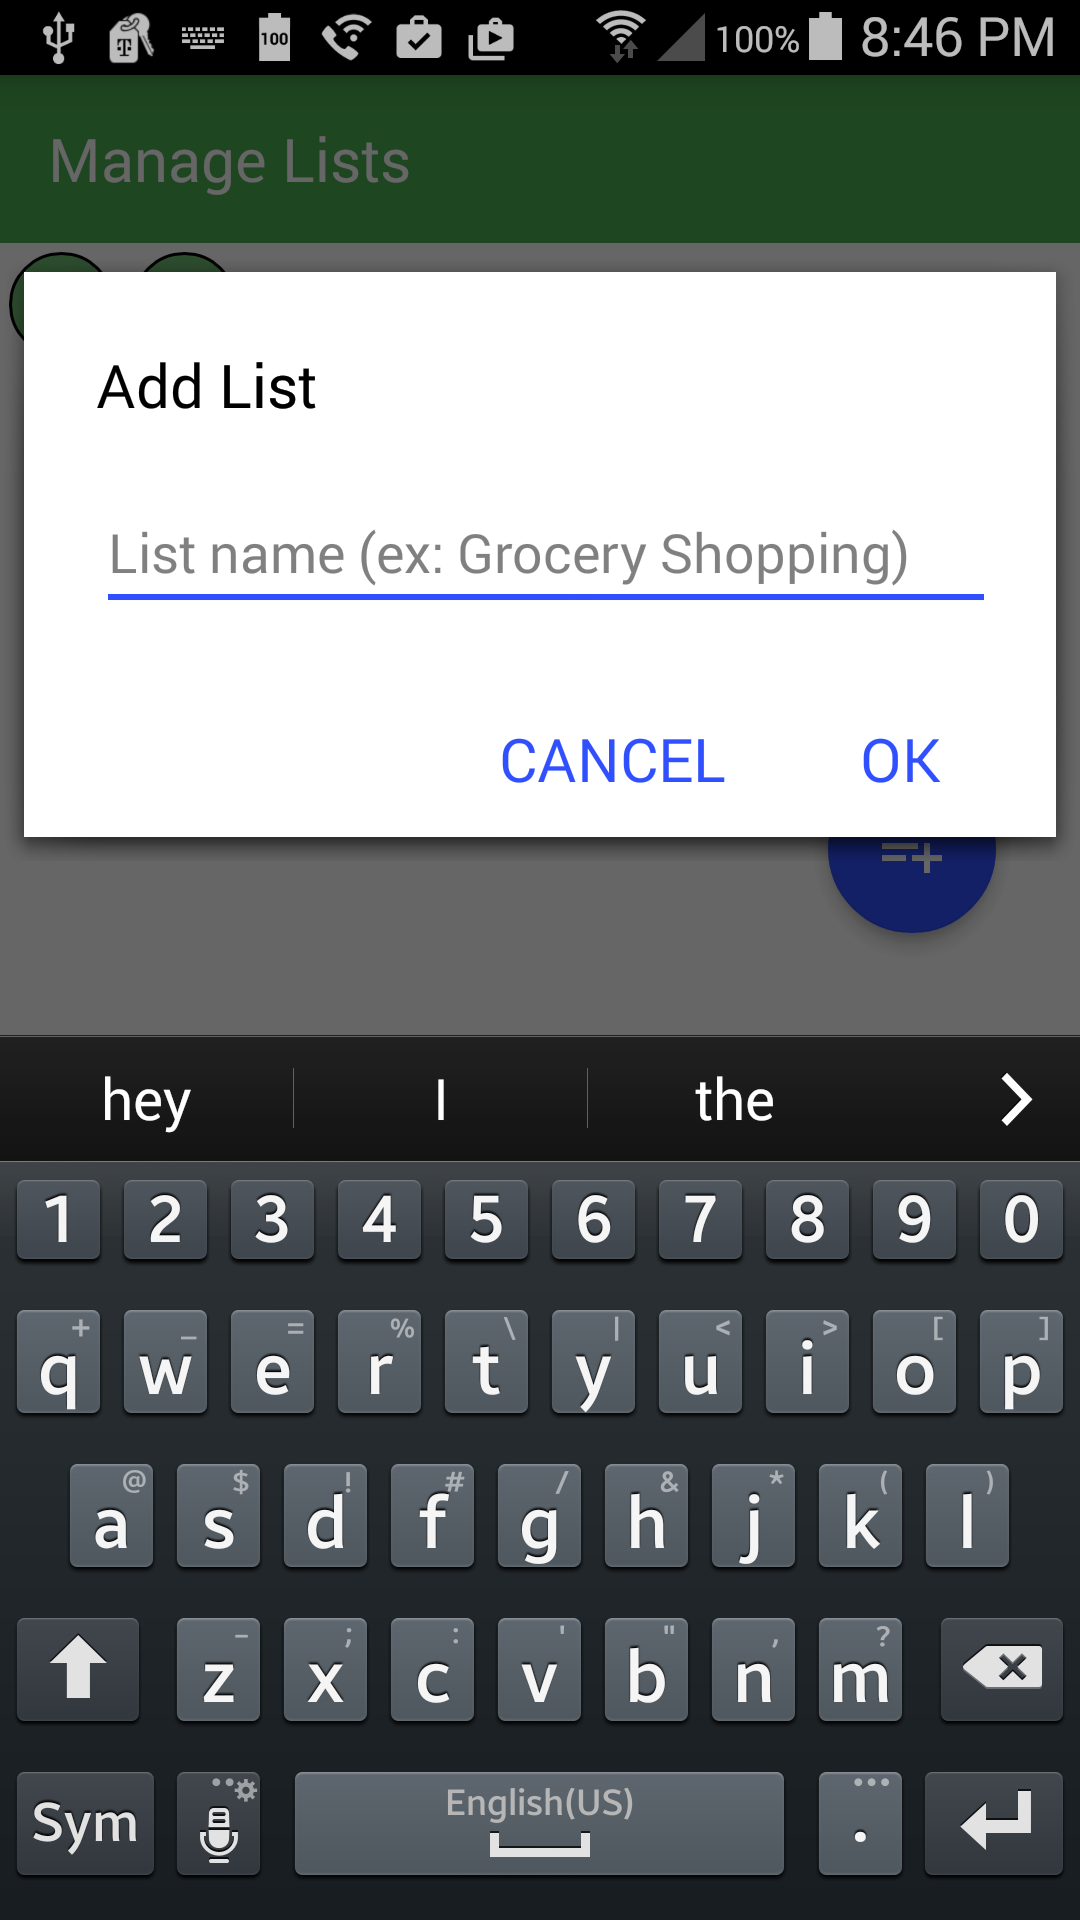 T 100 100% 8:46 PM
Manage Lists
Add List
List name (ex: Grocery Shopping)
CANCEL OK
hey I the
1 2 3 4 5 6 7 8 9 0
+ _ = % \ | < > [ ]
q w e r t y u i o p
@ $ ! # / & * ( )
a s d f g h j k l
- ; : ' " , ?
z x c v b n m
Sym English(US) .